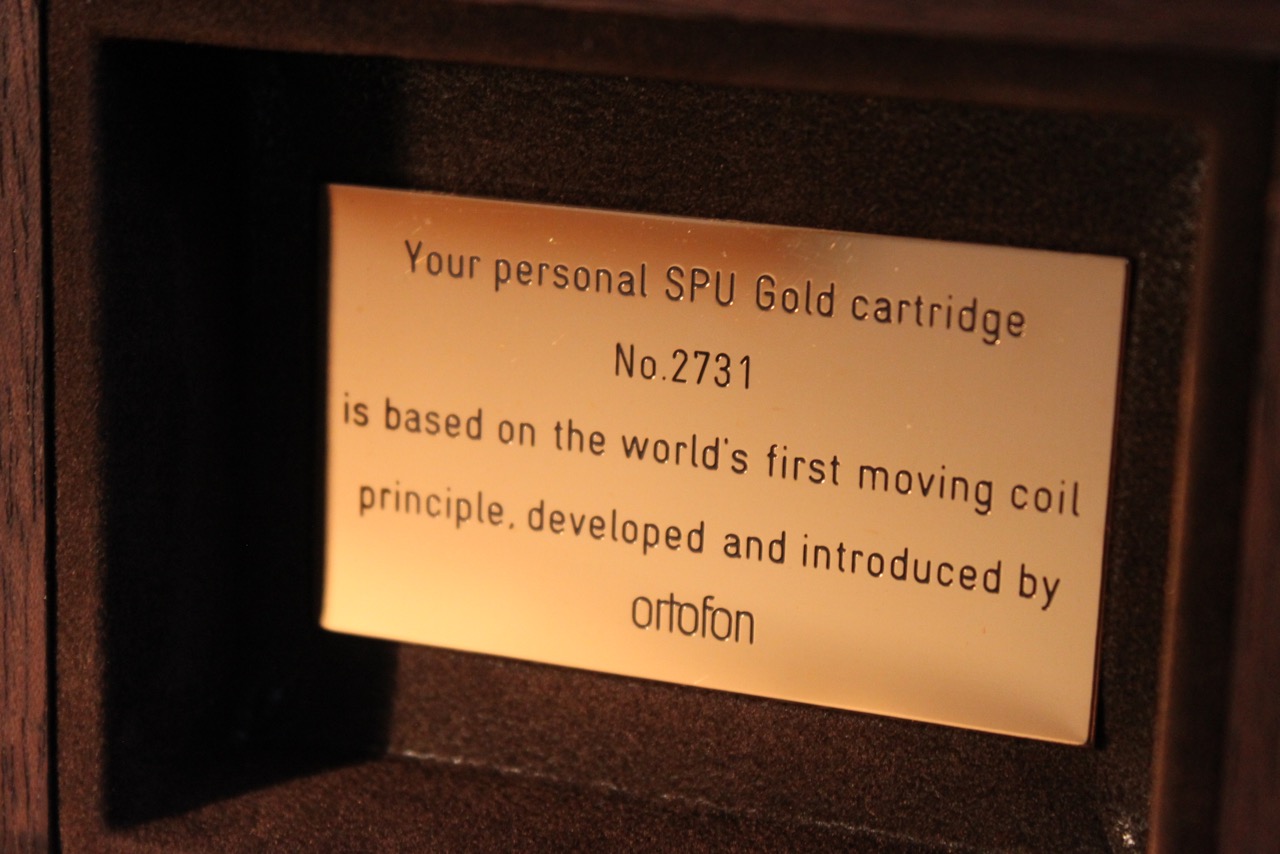 Your personal SPU Gold cartridge
No.2731
is based on the world's first moving coil
principle, developed and introduced by
ortofon